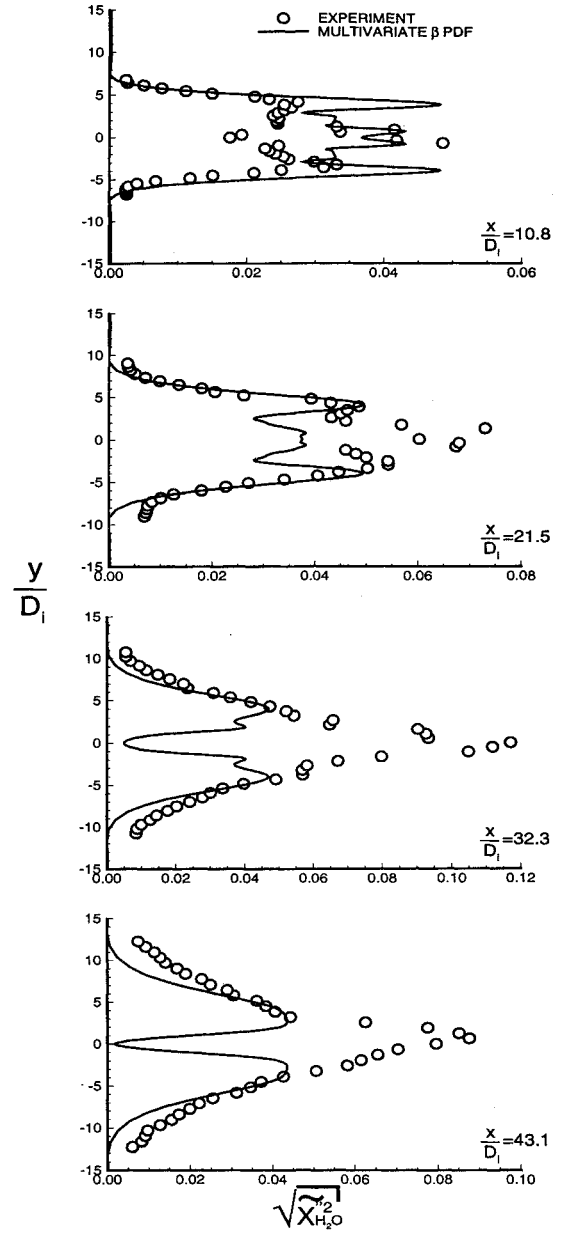 EXPERIMENT
MULTIVARIATE β PDF
15
10
5
0
-5
-10
-15
0.00 0.02 0.04 0.06
x/D_i=10.8
15
10
5
0
-5
-10
-15
0.00 0.02 0.04 0.06 0.08
x/D_i=21.5
y/D_i
15
10
5
0
-5
-10
-15
0.00 0.02 0.04 0.06 0.08 0.10 0.12
x/D_i=32.3
15
10
5
0
-5
-10
-15
0.00 0.02 0.04 0.06 0.08 0.10
x/D_i=43.1
√X̃"²_H₂O